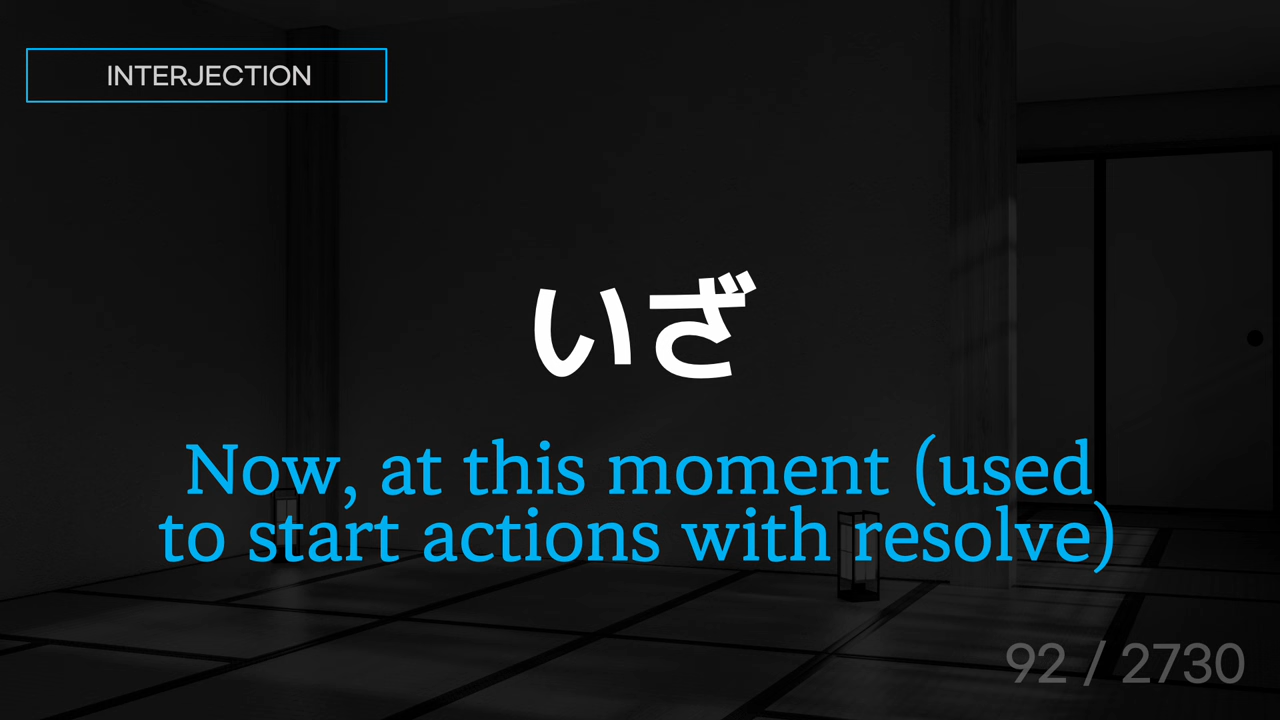 INTERJECTION
いざ
Now, at this moment (used
to start actions with resolve)
92 / 2730